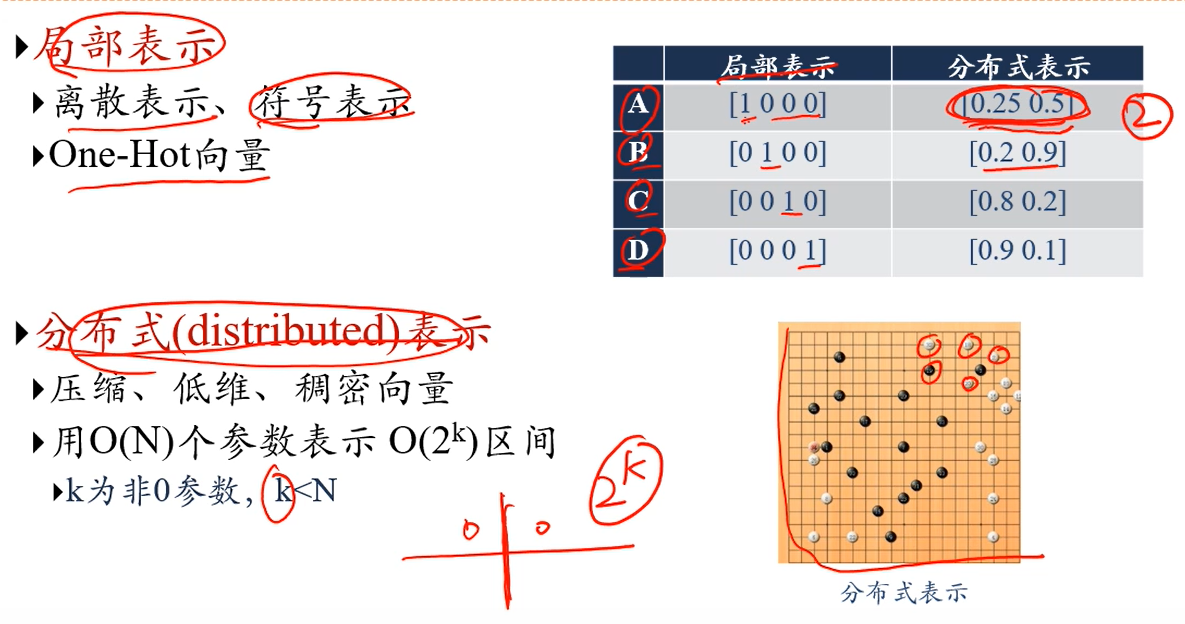 局部表示
离散表示、符号表示
One-Hot向量
局部表示 分布式表示
A [1 0 0 0] [0.25 0.5] 2
B [0 1 0 0] [0.2 0.9]
C [0 0 1 0] [0.8 0.2]
D [0 0 0 1] [0.9 0.1]
分布式(distributed)表示
压缩、低维、稠密向量
用O(N)个参数表示 O(2ᵏ)区间
k为非0参数，k<N
2ᵏ
0 0
分布式表示